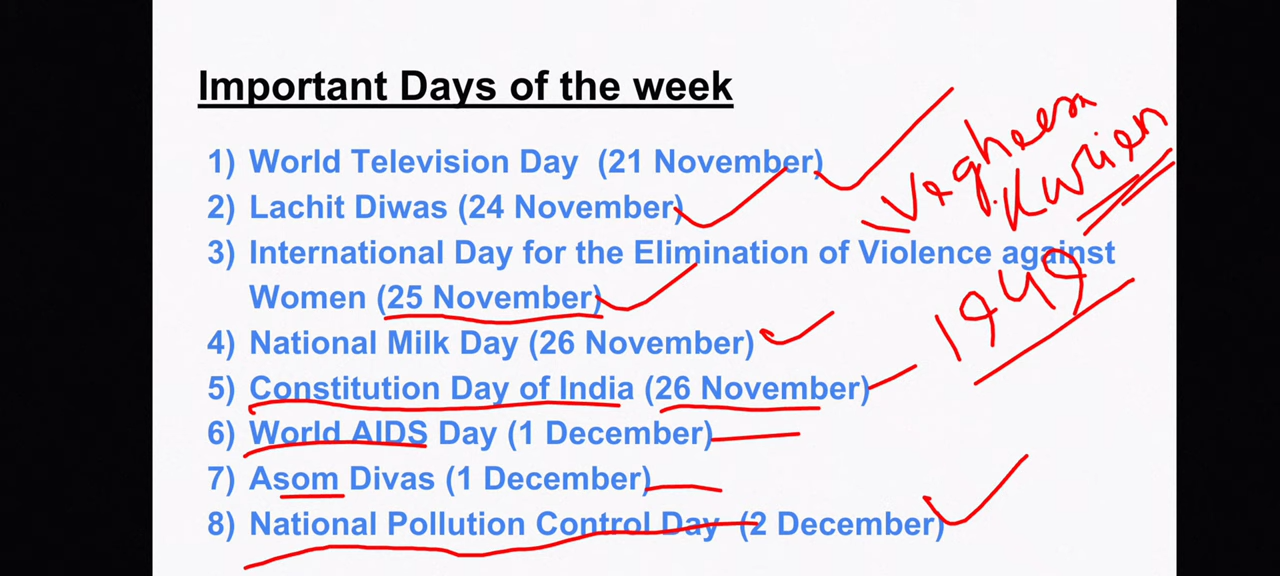 Important Days of the week
1) World Television Day (21 November)
2) Lachit Diwas (24 November)
3) International Day for the Elimination of Violence against
Women (25 November)
4) National Milk Day (26 November)
5) Constitution Day of India (26 November)
6) World AIDS Day (1 December)
7) Asom Divas (1 December)
8) National Pollution Control Day (2 December)
1949